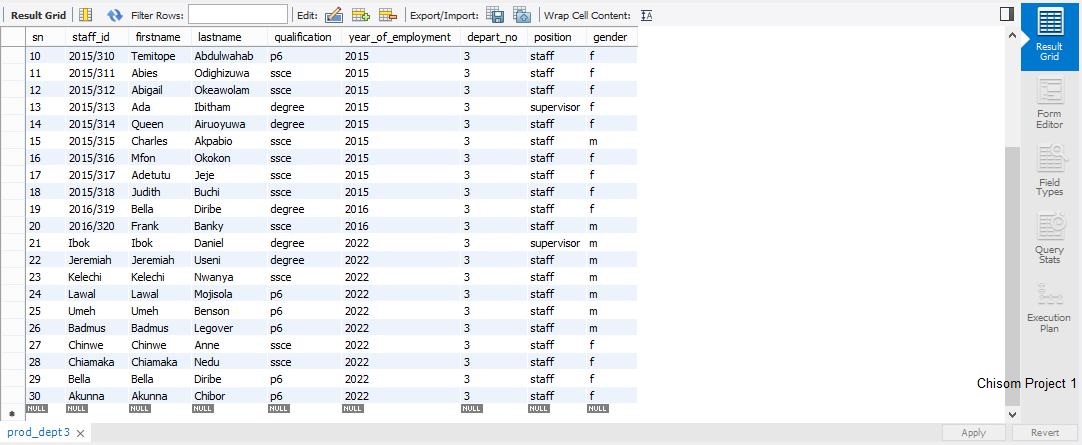 Result Grid Filter Rows: Edit: Export/Import: Wrap Cell Content: IA
sn staff_id firstname lastname qualification year_of_employment depart_no position gender
10 2015/310 Temitope Abdulwahab p6 2015 3 staff f
11 2015/311 Abies Odighizuwa ssce 2015 3 staff f
12 2015/312 Abigail Okeawolam ssce 2015 3 staff f
13 2015/313 Ada Ibitham degree 2015 3 supervisor f
14 2015/314 Queen Airuoyuwa degree 2015 3 staff f
15 2015/315 Charles Akpabio ssce 2015 3 staff m
16 2015/316 Mfon Okokon ssce 2015 3 staff f
17 2015/317 Adetutu Jeje ssce 2015 3 staff f
18 2015/318 Judith Buchi ssce 2015 3 staff f
19 2016/319 Bella Diribe degree 2016 3 staff f
20 2016/320 Frank Banky ssce 2016 3 staff m
21 Ibok Ibok Daniel degree 2022 3 supervisor m
22 Jeremiah Jeremiah Useni degree 2022 3 staff m
23 Kelechi Kelechi Nwanya ssce 2022 3 staff m
24 Lawal Lawal Mojisola p6 2022 3 staff m
25 Umeh Umeh Benson p6 2022 3 staff m
26 Badmus Badmus Legover p6 2022 3 staff m
27 Chinwe Chinwe Anne ssce 2022 3 staff f
28 Chiamaka Chiamaka Nedu ssce 2022 3 staff f
29 Bella Bella Diribe p6 2022 3 staff f
30 Akunna Akunna Chibor p6 2022 3 staff f
NULL NULL NULL NULL NULL NULL NULL NULL NULL
Result
Grid
Form
Editor
Field
Types
Query
Stats
Execution
Plan
Chisom Project 1
prod_dept3
Apply Revert